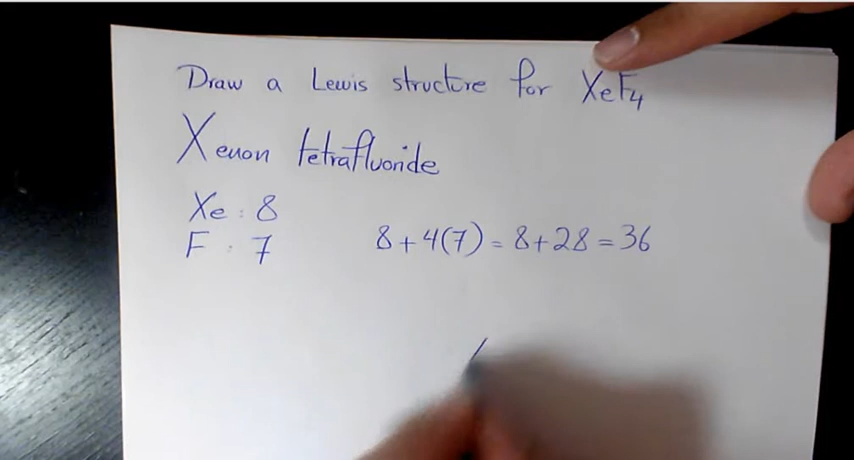 Draw a Lewis structure for XeF₄
Xenon tetrafluoride
Xe : 8
F : 7
8+4(7) = 8+28 = 36